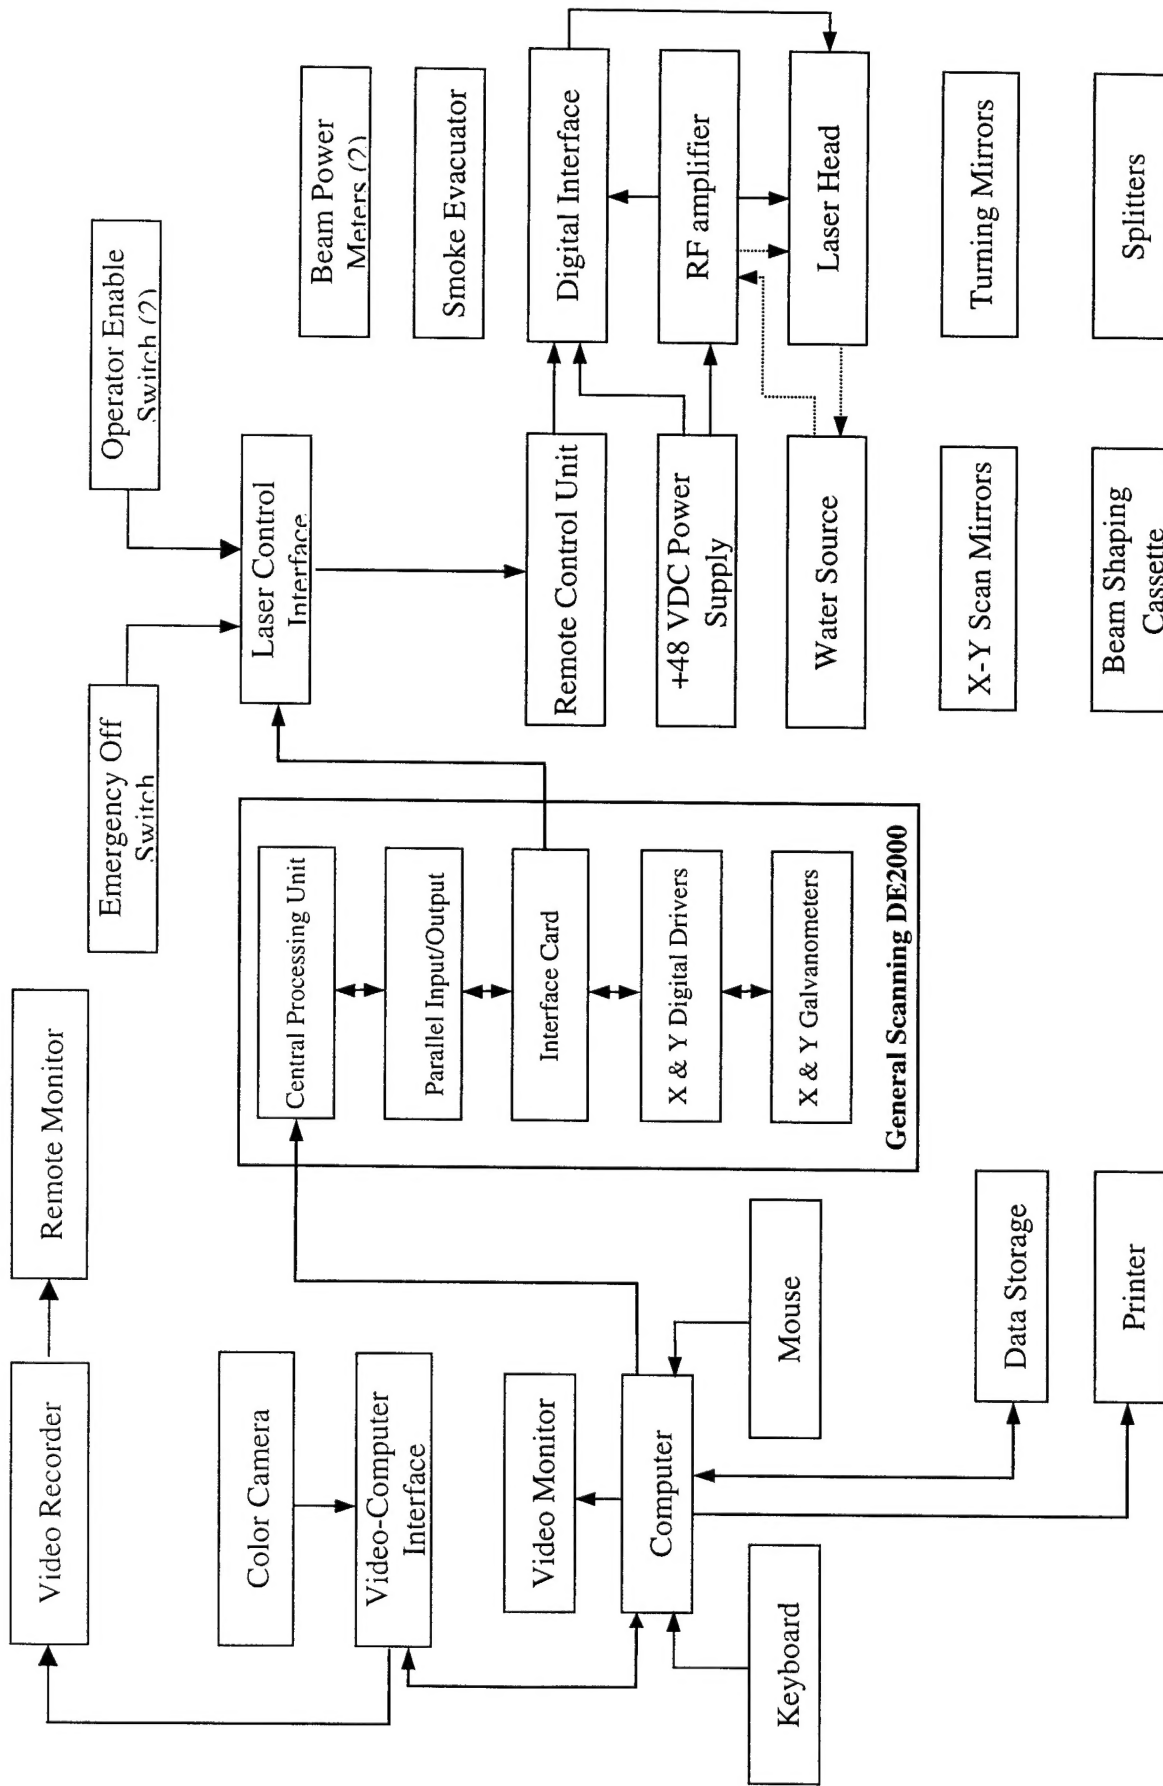 Video Recorder
Remote Monitor
Emergency Off
Switch
Operator Enable
Switch (2)
Color Camera
Video-Computer
Interface
Video Monitor
Computer
Keyboard
Mouse
Data Storage
Printer
Central Processing Unit
Parallel Input/Output
Interface Card
X & Y Digital Drivers
X & Y Galvanometers
General Scanning DE2000
Laser Control
Interface
Beam Power
Meters (2)
Smoke Evacuator
Remote Control Unit
Digital Interface
+48 VDC Power
Supply
RF amplifier
Water Source
Laser Head
X-Y Scan Mirrors
Turning Mirrors
Beam Shaping
Cassette
Splitters